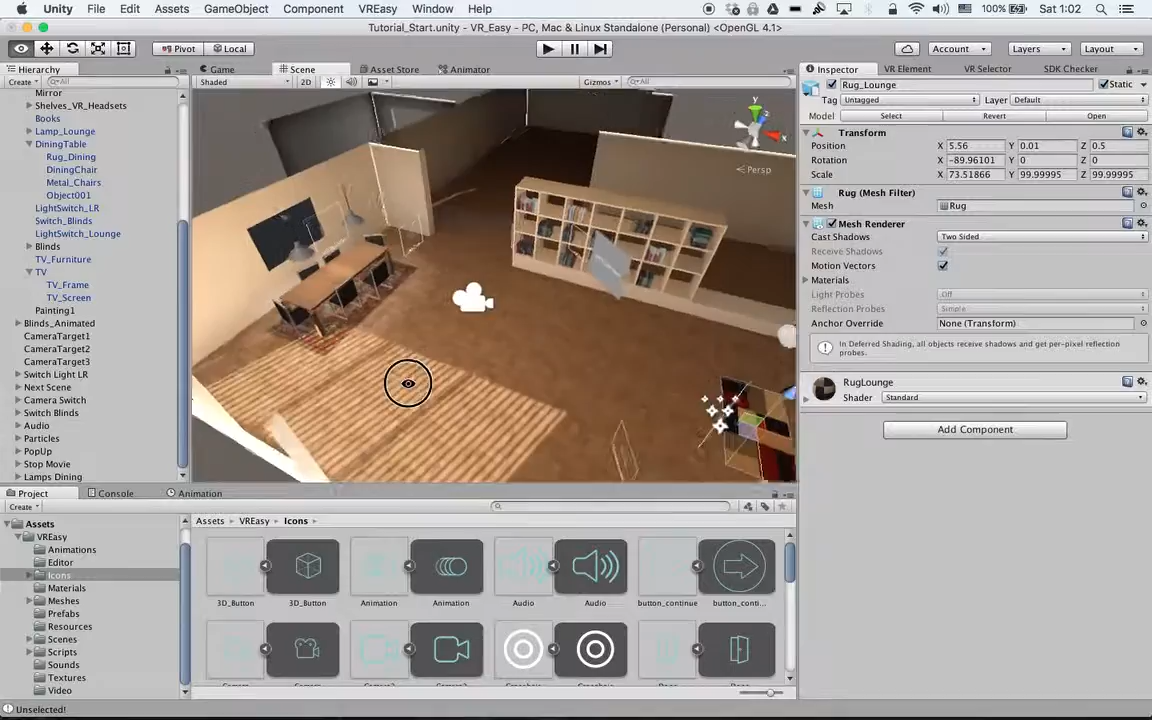 Unity File Edit Assets GameObject Component VREasy Window Help 100% Sat 1:02
Tutorial_Start.unity - VR_Easy - PC, Mac & Linux Standalone (Personal) <OpenGL 4.1>
Pivot Local Account Layers Layout
Hierarchy Game Scene Asset Store Animator Inspector VR Element VR Selector SDK Checker
Create All Shaded 2D Gizmos All
Rug_Lounge Static
Tag Untagged Layer Default
Model Select Revert Open
Transform
Position X 5.56 Y 0.01 Z 0.5
Rotation X -89.96101 Y 0 Z 0
Scale X 73.51866 Y 99.99995 Z 99.99995
Rug (Mesh Filter)
Mesh Rug
Mesh Renderer
Cast Shadows Two Sided
Receive Shadows
Motion Vectors
Materials
Light Probes Off
Reflection Probes Simple
Anchor Override None (Transform)
In Deferred Shading, all objects receive shadows and get per-pixel reflection
probes.
RugLounge
Shader Standard
Add Component
Mirror
Shelves_VR_Headsets
Books
Lamp_Lounge
DiningTable
Rug_Dining
DiningChair
Metal_Chairs
Object001
LightSwitch_LR
Switch_Blinds
LightSwitch_Lounge
Blinds
TV_Furniture
TV
TV_Frame
TV_Screen
Painting1
Blinds_Animated
CameraTarget1
CameraTarget2
CameraTarget3
Switch Light LR
Next Scene
Camera Switch
Switch Blinds
Audio
Particles
PopUp
Stop Movie
Lamps Dining
y
x
z
Persp
Project Console Animation
Create
Assets
VREasy
Animations
Editor
Icons
Materials
Meshes
Prefabs
Resources
Scenes
Scripts
Sounds
Textures
Video
Assets VREasy Icons
3D_Button 3D_Button Animation Animation Audio Audio button_continue button_conti...
Unselected!